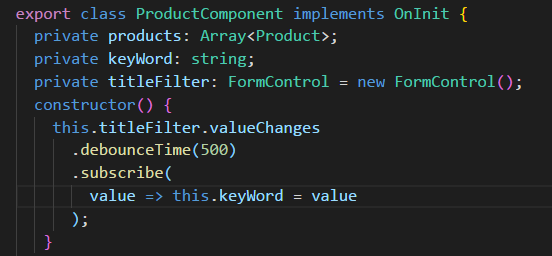 export class ProductComponent implements OnInit {
private products: Array<Product>;
private keyWord: string;
private titleFilter: FormControl = new FormControl();
constructor() {
this.titleFilter.valueChanges
.debounceTime(500)
.subscribe(
value => this.keyWord = value
);
}